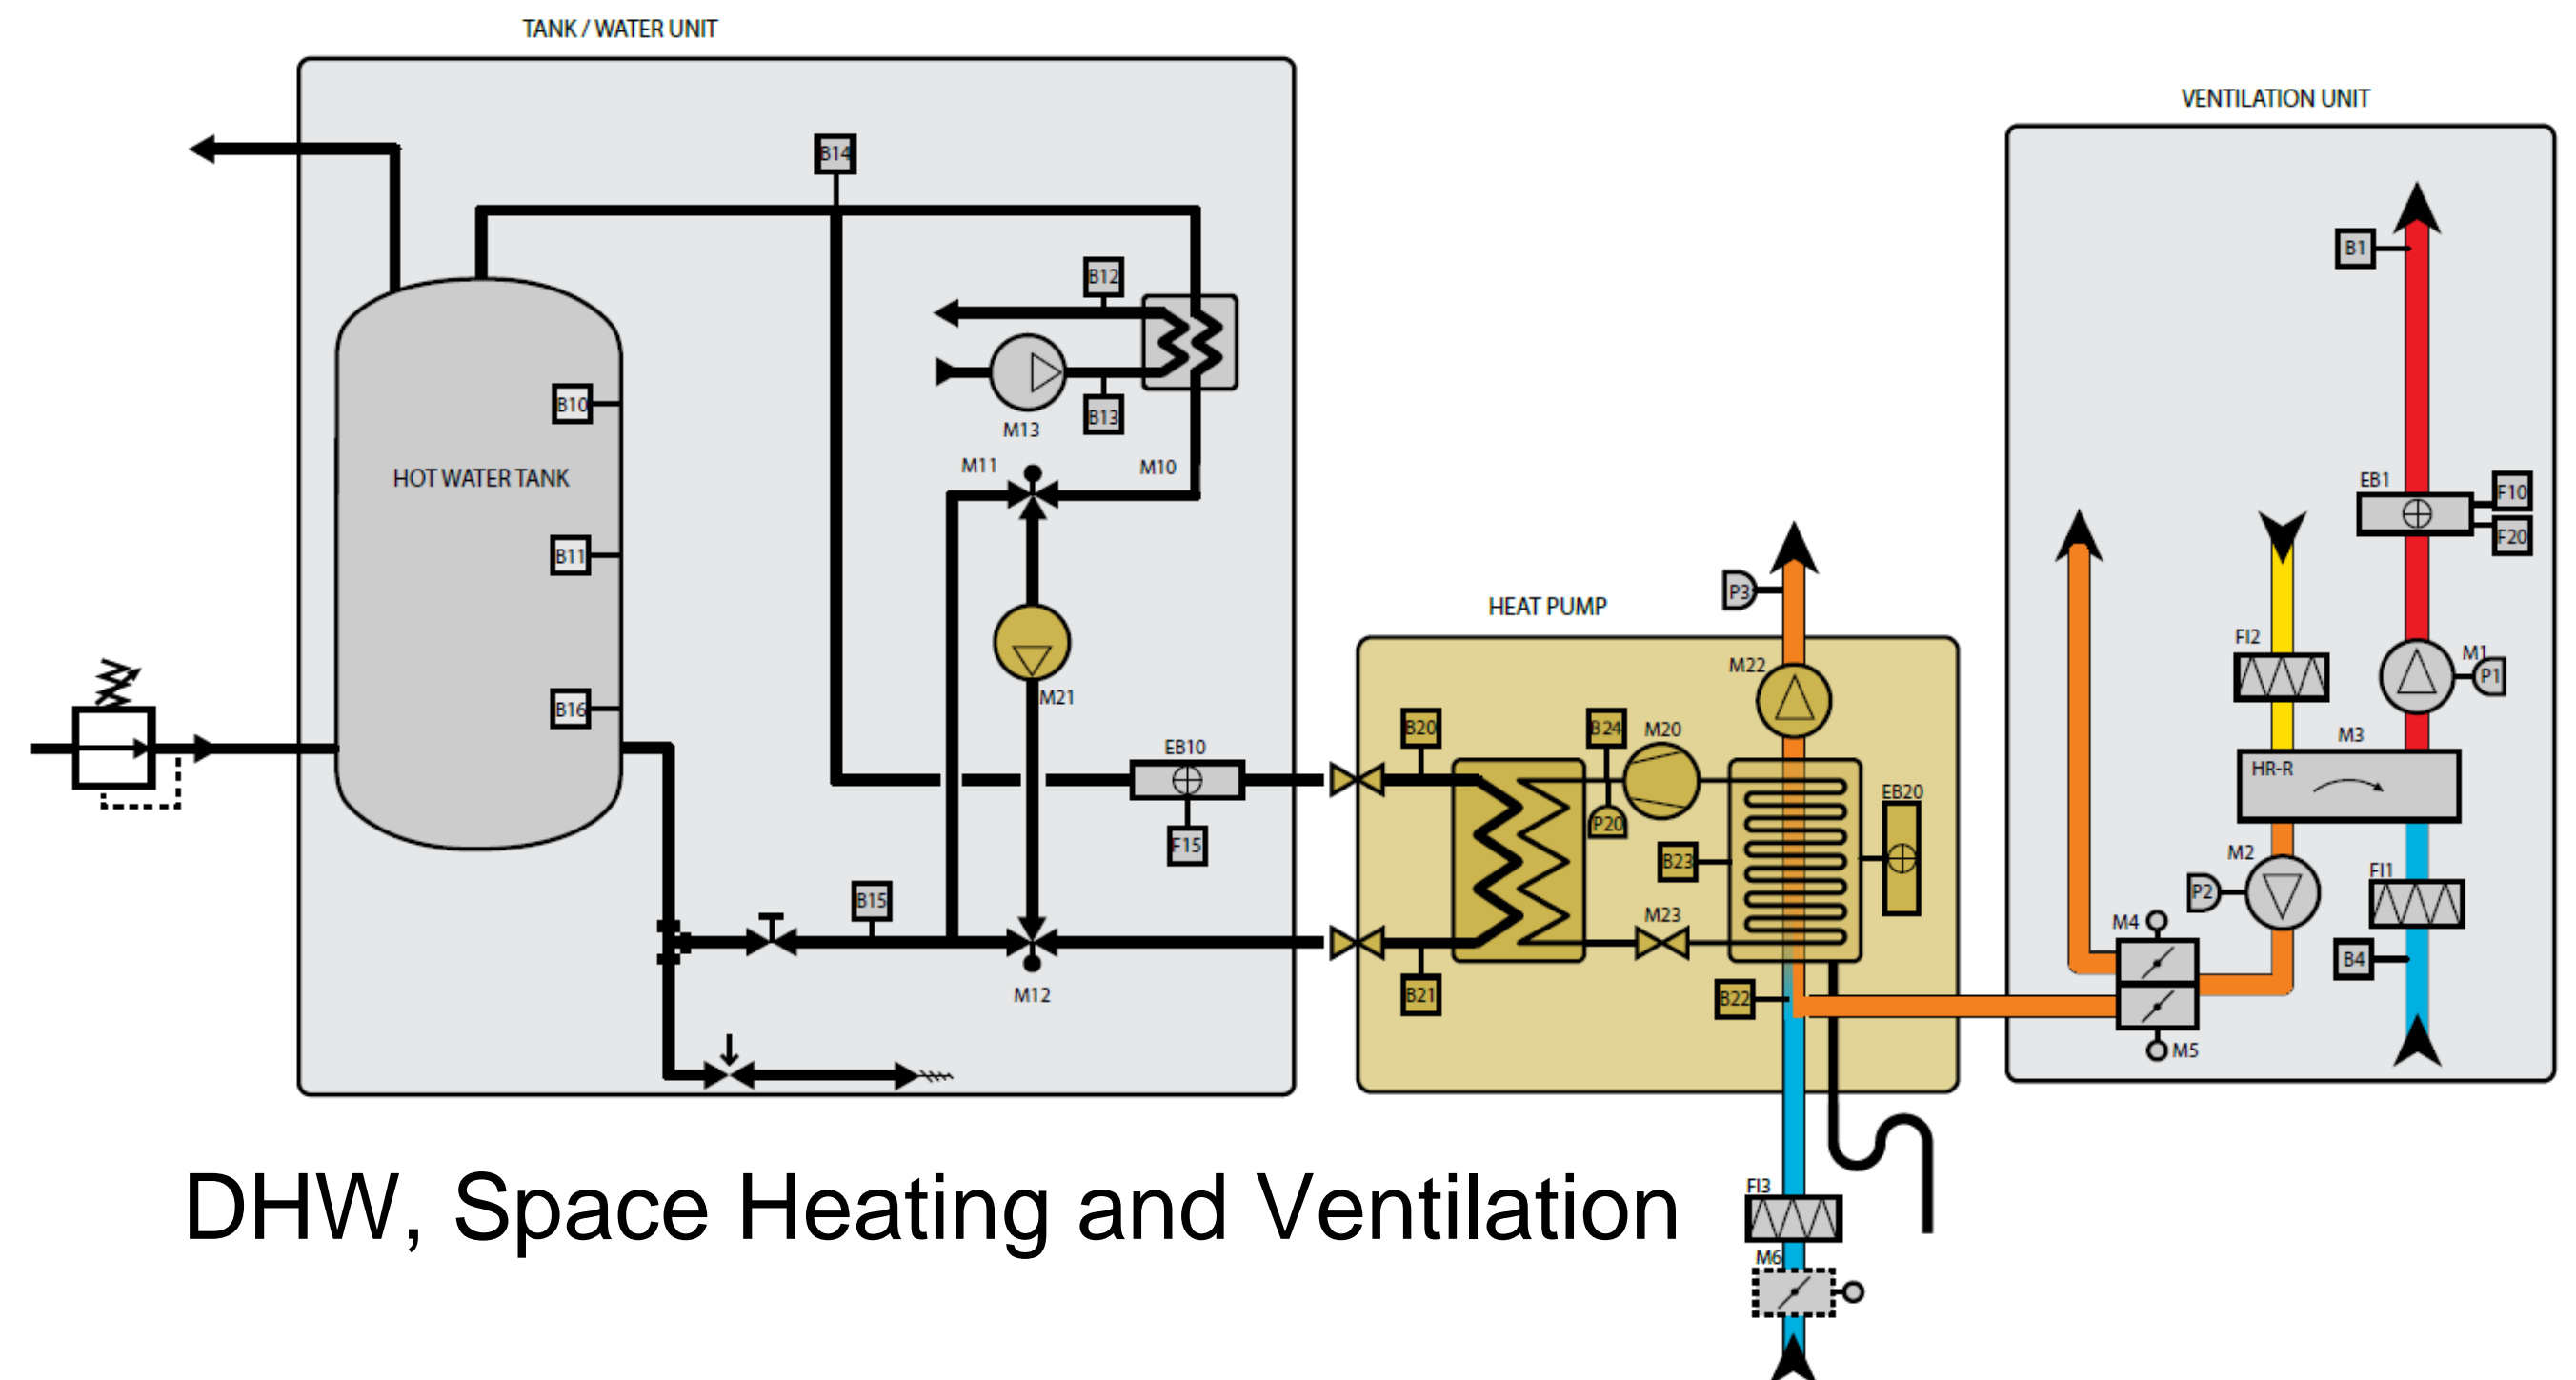 TANK / WATER UNIT
VENTILATION UNIT
B14
B1
B12
B10
M13
B13
HOT WATER TANK
M11
M10
EB1
F10
F20
B11
P3
HEAT PUMP
FI2
M1
P1
B16
M21
M22
B20
B24
M20
M3
HR-R
EB10
EB20
P20
F15
B23
M2
FI1
P2
B15
M23
M4
B4
M12
B21
B22
M5
DHW, Space Heating and Ventilation
FI3
M6